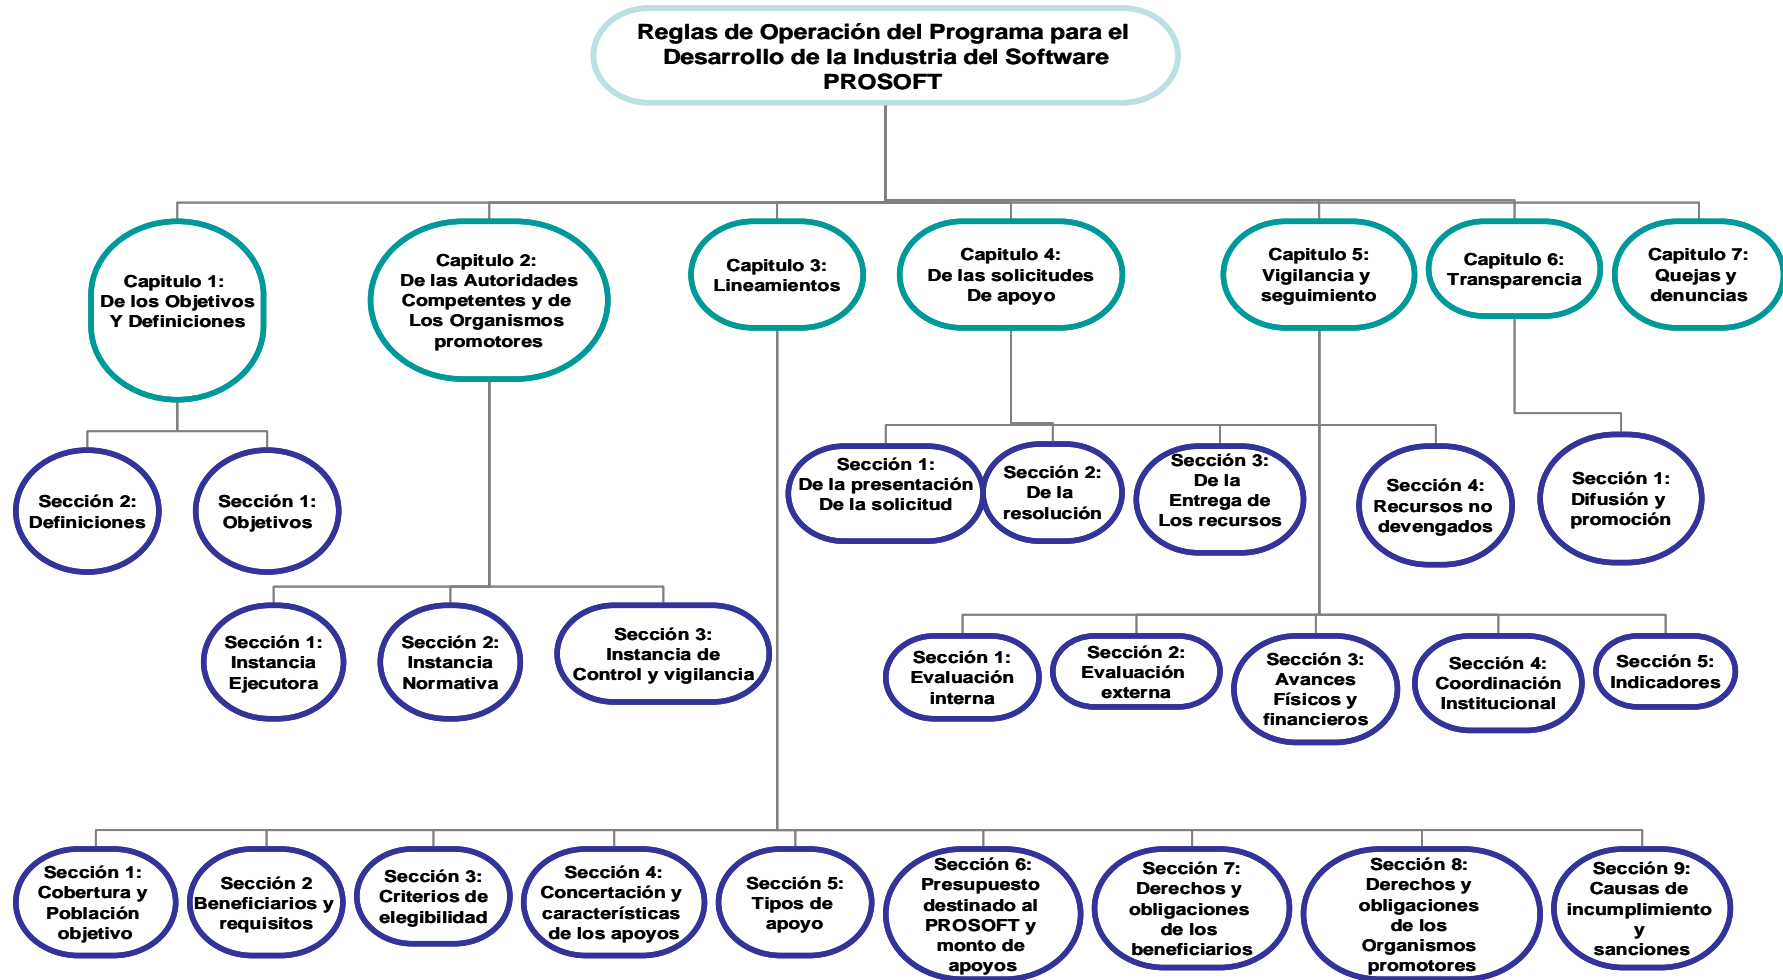 Reglas de Operación del Programa para el
Desarrollo de la Industria del Software
PROSOFT
Capitulo 1:
De los Objetivos
Y Definiciones
Capitulo 2:
De las Autoridades
Competentes y de
Los Organismos
promotores
Capitulo 3:
Lineamientos
Capitulo 4:
De las solicitudes
De apoyo
Capitulo 5:
Vigilancia y
seguimiento
Capitulo 6:
Transparencia
Capitulo 7:
Quejas y
denuncias
Sección 2:
Definiciones
Sección 1:
Objetivos
Sección 1:
De la presentación
De la solicitud
Sección 2:
De la
resolución
Sección 3:
De la
Entrega de
Los recursos
Sección 4:
Recursos no
devengados
Sección 1:
Difusión y
promoción
Sección 1:
Instancia
Ejecutora
Sección 2:
Instancia
Normativa
Sección 3:
Instancia de
Control y vigilancia
Sección 1:
Evaluación
interna
Sección 2:
Evaluación
externa
Sección 3:
Avances
Físicos y
financieros
Sección 4:
Coordinación
Institucional
Sección 5:
Indicadores
Sección 1:
Cobertura y
Población
objetivo
Sección 2
Beneficiarios y
requisitos
Sección 3:
Criterios de
elegibilidad
Sección 4:
Concertación y
características
de los apoyos
Sección 5:
Tipos de
apoyo
Sección 6:
Presupuesto
destinado al
PROSOFT y
monto de
apoyos
Sección 7:
Derechos y
obligaciones
de los
beneficiarios
Sección 8:
Derechos y
obligaciones
de los
Organismos
promotores
Sección 9:
Causas de
incumplimiento
y
sanciones